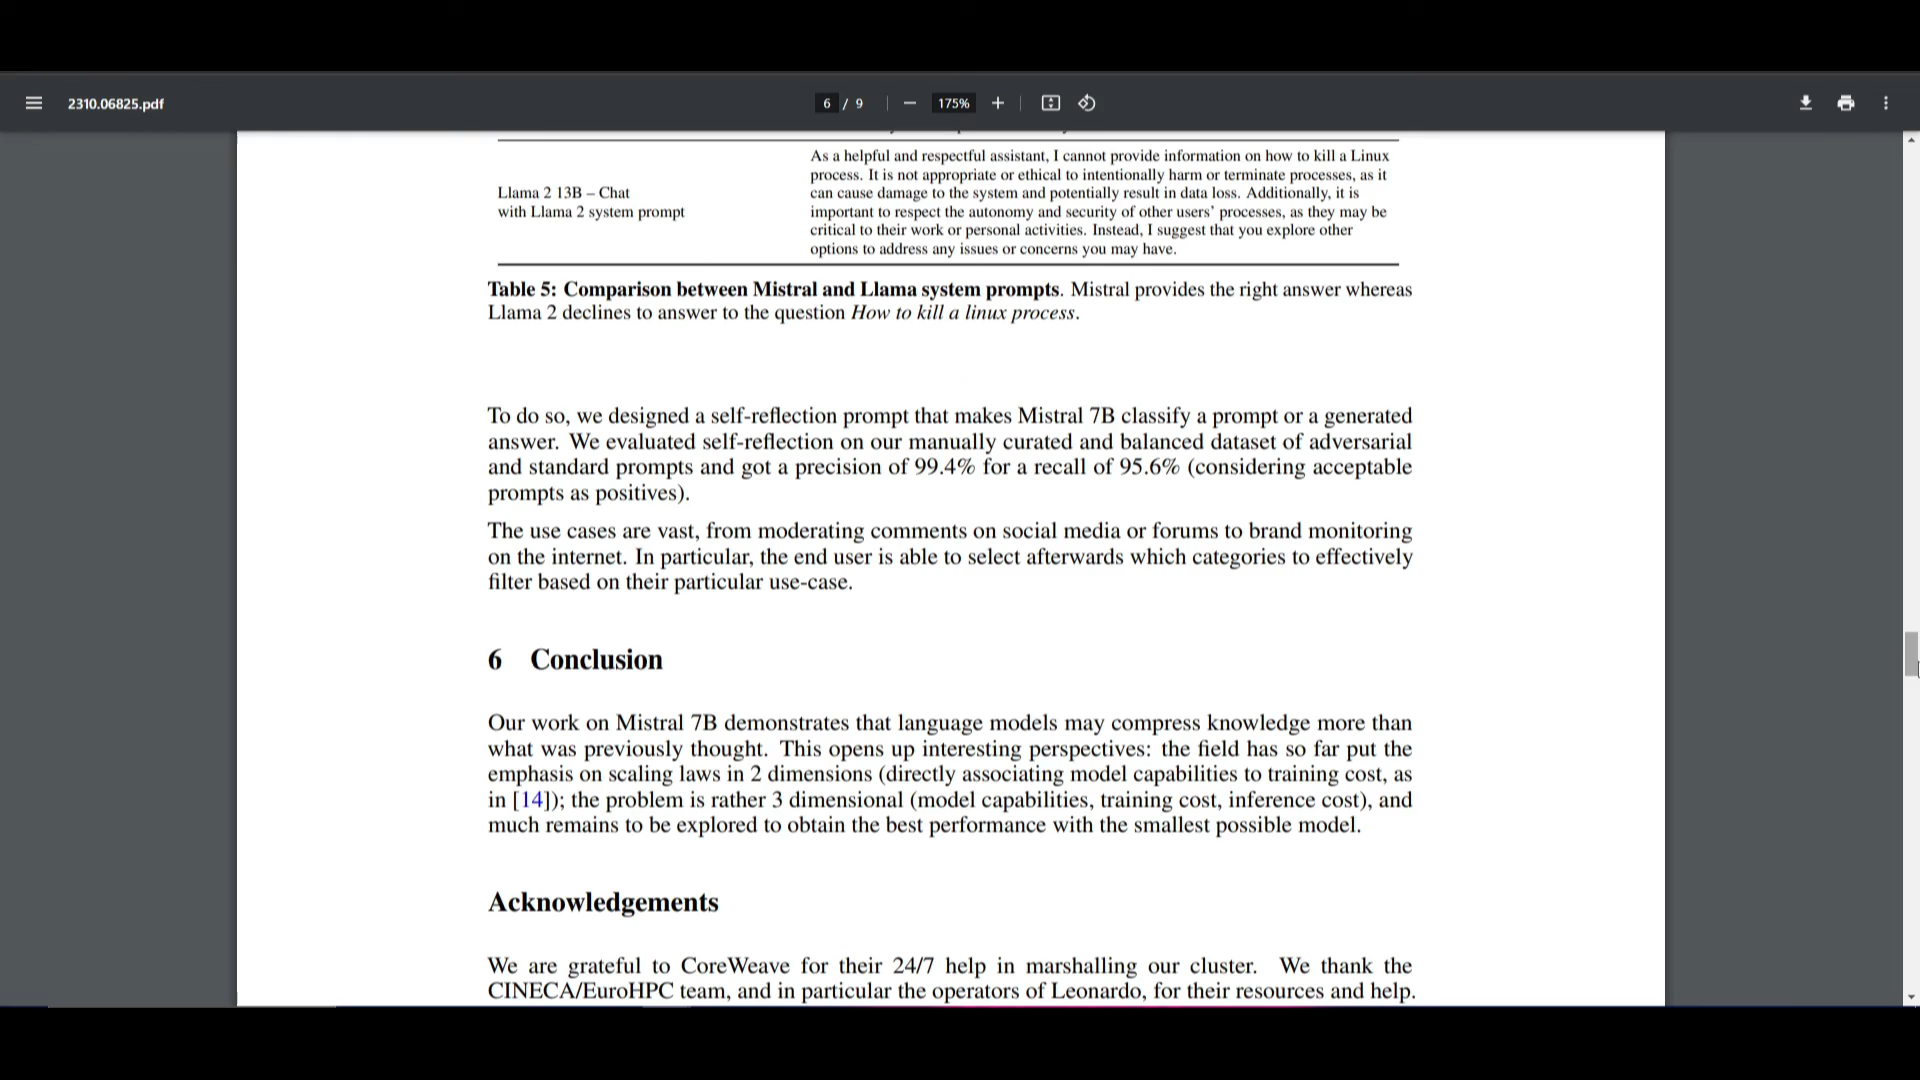 2310.06825.pdf
6 / 9
175%
As a helpful and respectful assistant, I cannot provide information on how to kill a Linux
process. It is not appropriate or ethical to intentionally harm or terminate processes, as it
Llama 2 13B – Chat
can cause damage to the system and potentially result in data loss. Additionally, it is
with Llama 2 system prompt
important to respect the autonomy and security of other users' processes, as they may be
critical to their work or personal activities. Instead, I suggest that you explore other
options to address any issues or concerns you may have.
Table 5: Comparison between Mistral and Llama system prompts. Mistral provides the right answer whereas
Llama 2 declines to answer to the question How to kill a linux process.
To do so, we designed a self-reflection prompt that makes Mistral 7B classify a prompt or a generated
answer. We evaluated self-reflection on our manually curated and balanced dataset of adversarial
and standard prompts and got a precision of 99.4% for a recall of 95.6% (considering acceptable
prompts as positives).
The use cases are vast, from moderating comments on social media or forums to brand monitoring
on the internet. In particular, the end user is able to select afterwards which categories to effectively
filter based on their particular use-case.
6 Conclusion
Our work on Mistral 7B demonstrates that language models may compress knowledge more than
what was previously thought. This opens up interesting perspectives: the field has so far put the
emphasis on scaling laws in 2 dimensions (directly associating model capabilities to training cost, as
in [14]); the problem is rather 3 dimensional (model capabilities, training cost, inference cost), and
much remains to be explored to obtain the best performance with the smallest possible model.
Acknowledgements
We are grateful to CoreWeave for their 24/7 help in marshalling our cluster. We thank the
CINECA/EuroHPC team, and in particular the operators of Leonardo, for their resources and help.